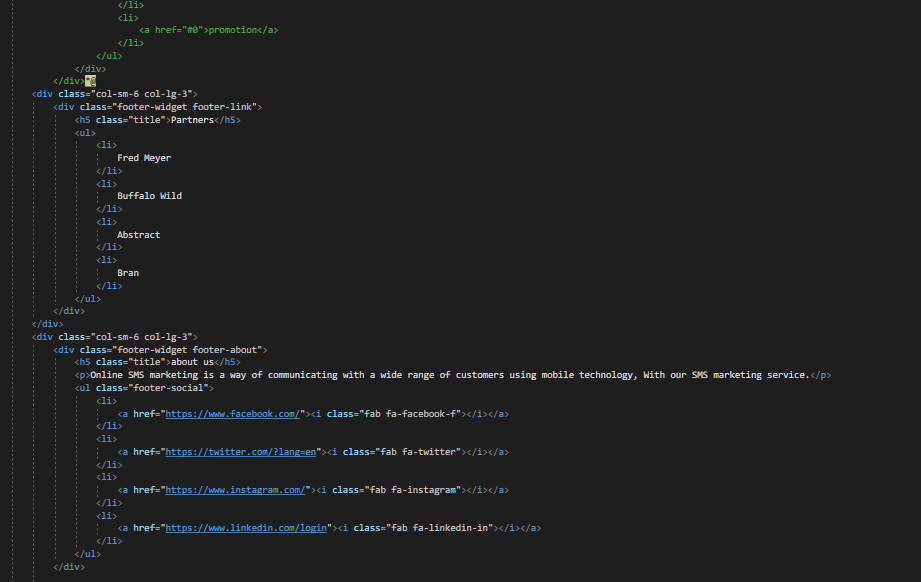 </li>
<li>
<a href="#0">promotion</a>
</li>
</ul>
</div>
</div>*@
<div class="col-sm-6 col-lg-3">
<div class="footer-widget footer-link">
<h5 class="title">Partners</h5>
<ul>
<li>
Fred Meyer
</li>
<li>
Buffalo Wild
</li>
<li>
Abstract
</li>
<li>
Bran
</li>
</ul>
</div>
</div>
<div class="col-sm-6 col-lg-3">
<div class="footer-widget footer-about">
<h5 class="title">about us</h5>
<p>Online SMS marketing is a way of communicating with a wide range of customers using mobile technology, With our SMS marketing service.</p>
<ul class="footer-social">
<li>
<a href="https://www.facebook.com/"><i class="fab fa-facebook-f"></i></a>
</li>
<li>
<a href="https://twitter.com/?lang=en"><i class="fab fa-twitter"></i></a>
</li>
<li>
<a href="https://www.instagram.com/"><i class="fab fa-instagram"></i></a>
</li>
<li>
<a href="https://www.linkedin.com/login"><i class="fab fa-linkedin-in"></i></a>
</li>
</ul>
</div>